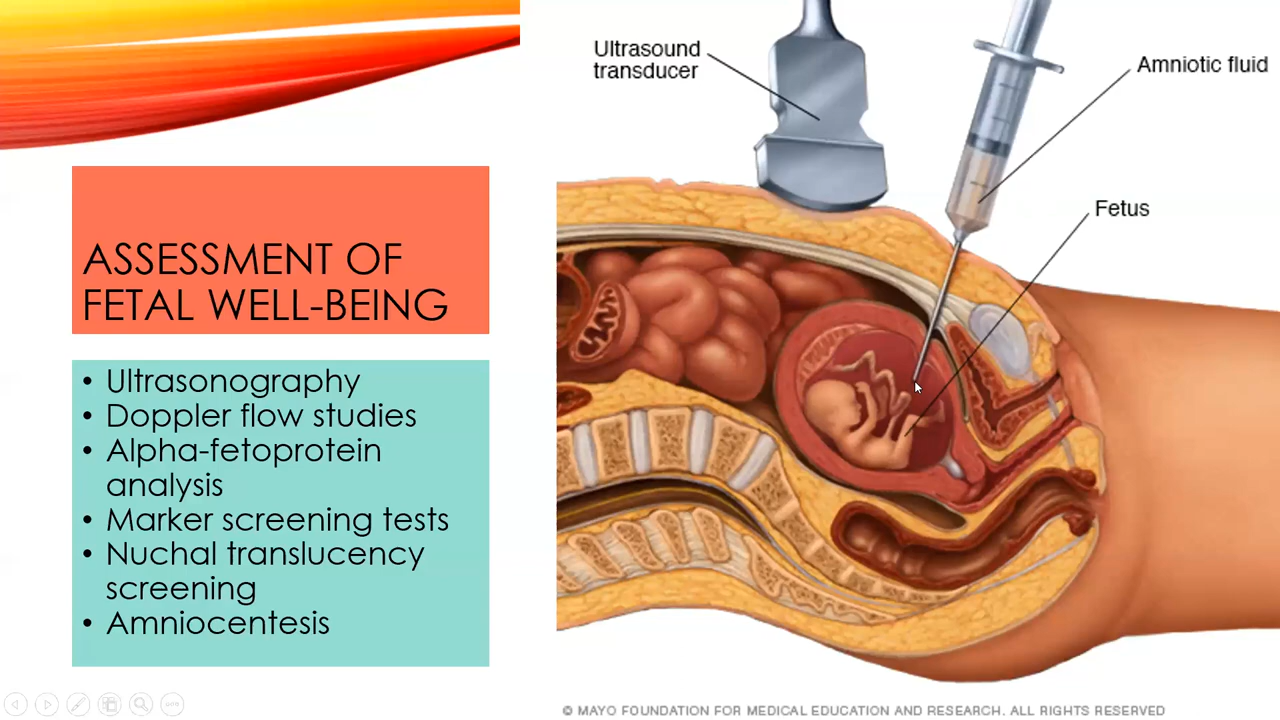 ASSESSMENT OF
FETAL WELL-BEING
• Ultrasonography
• Doppler flow studies
• Alpha-fetoprotein
analysis
• Marker screening tests
• Nuchal translucency
screening
• Amniocentesis
Ultrasound
transducer
Amniotic fluid
Fetus
© MAYO FOUNDATION FOR MEDICAL EDUCATION AND RESEARCH. ALL RIGHTS RESERVED